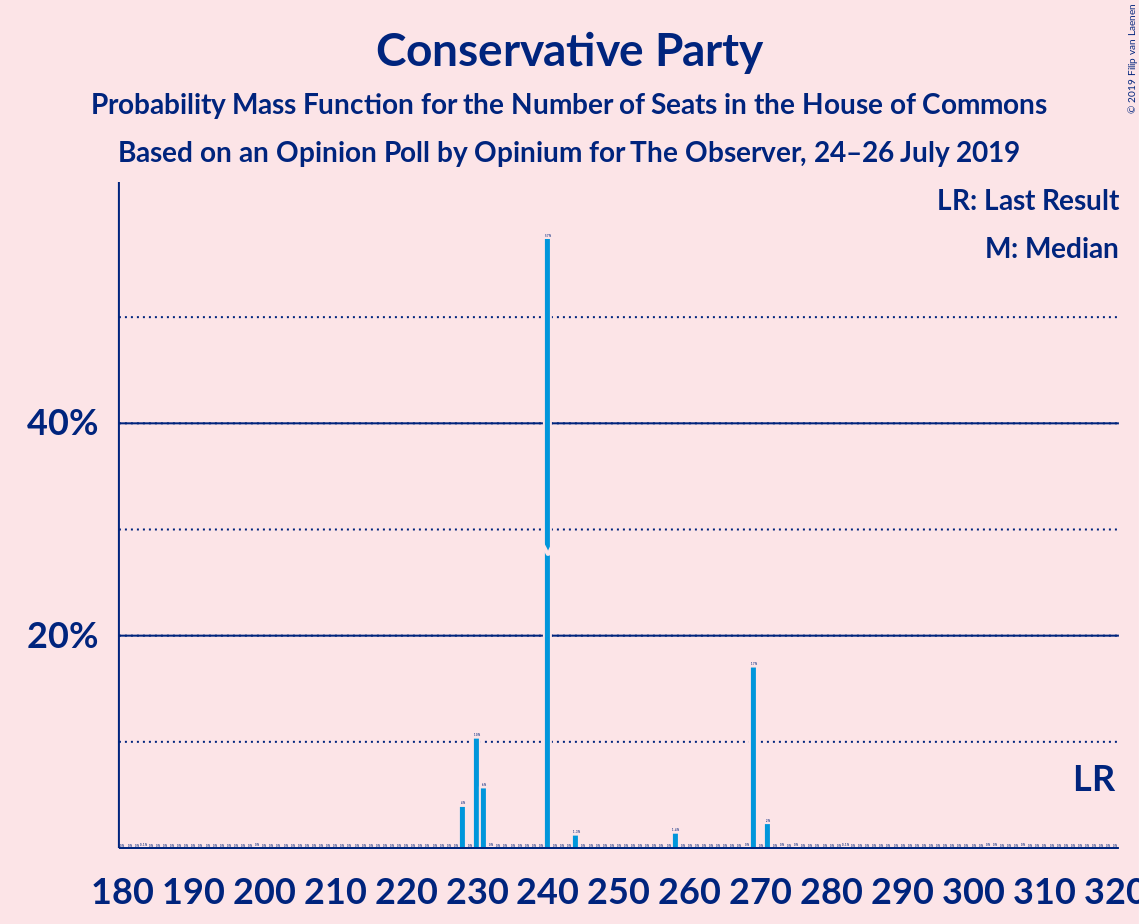 Conservative Party
Probability Mass Function for the Number of Seats in the House of Commons
Based on an Opinion Poll by Opinium for The Observer, 24–26 July 2019
© 2019 Filip van Laenen
LR: Last Result
M: Median
40%
20%
LR
180 190 200 210 220 230 240 250 260 270 280 290 300 310 320